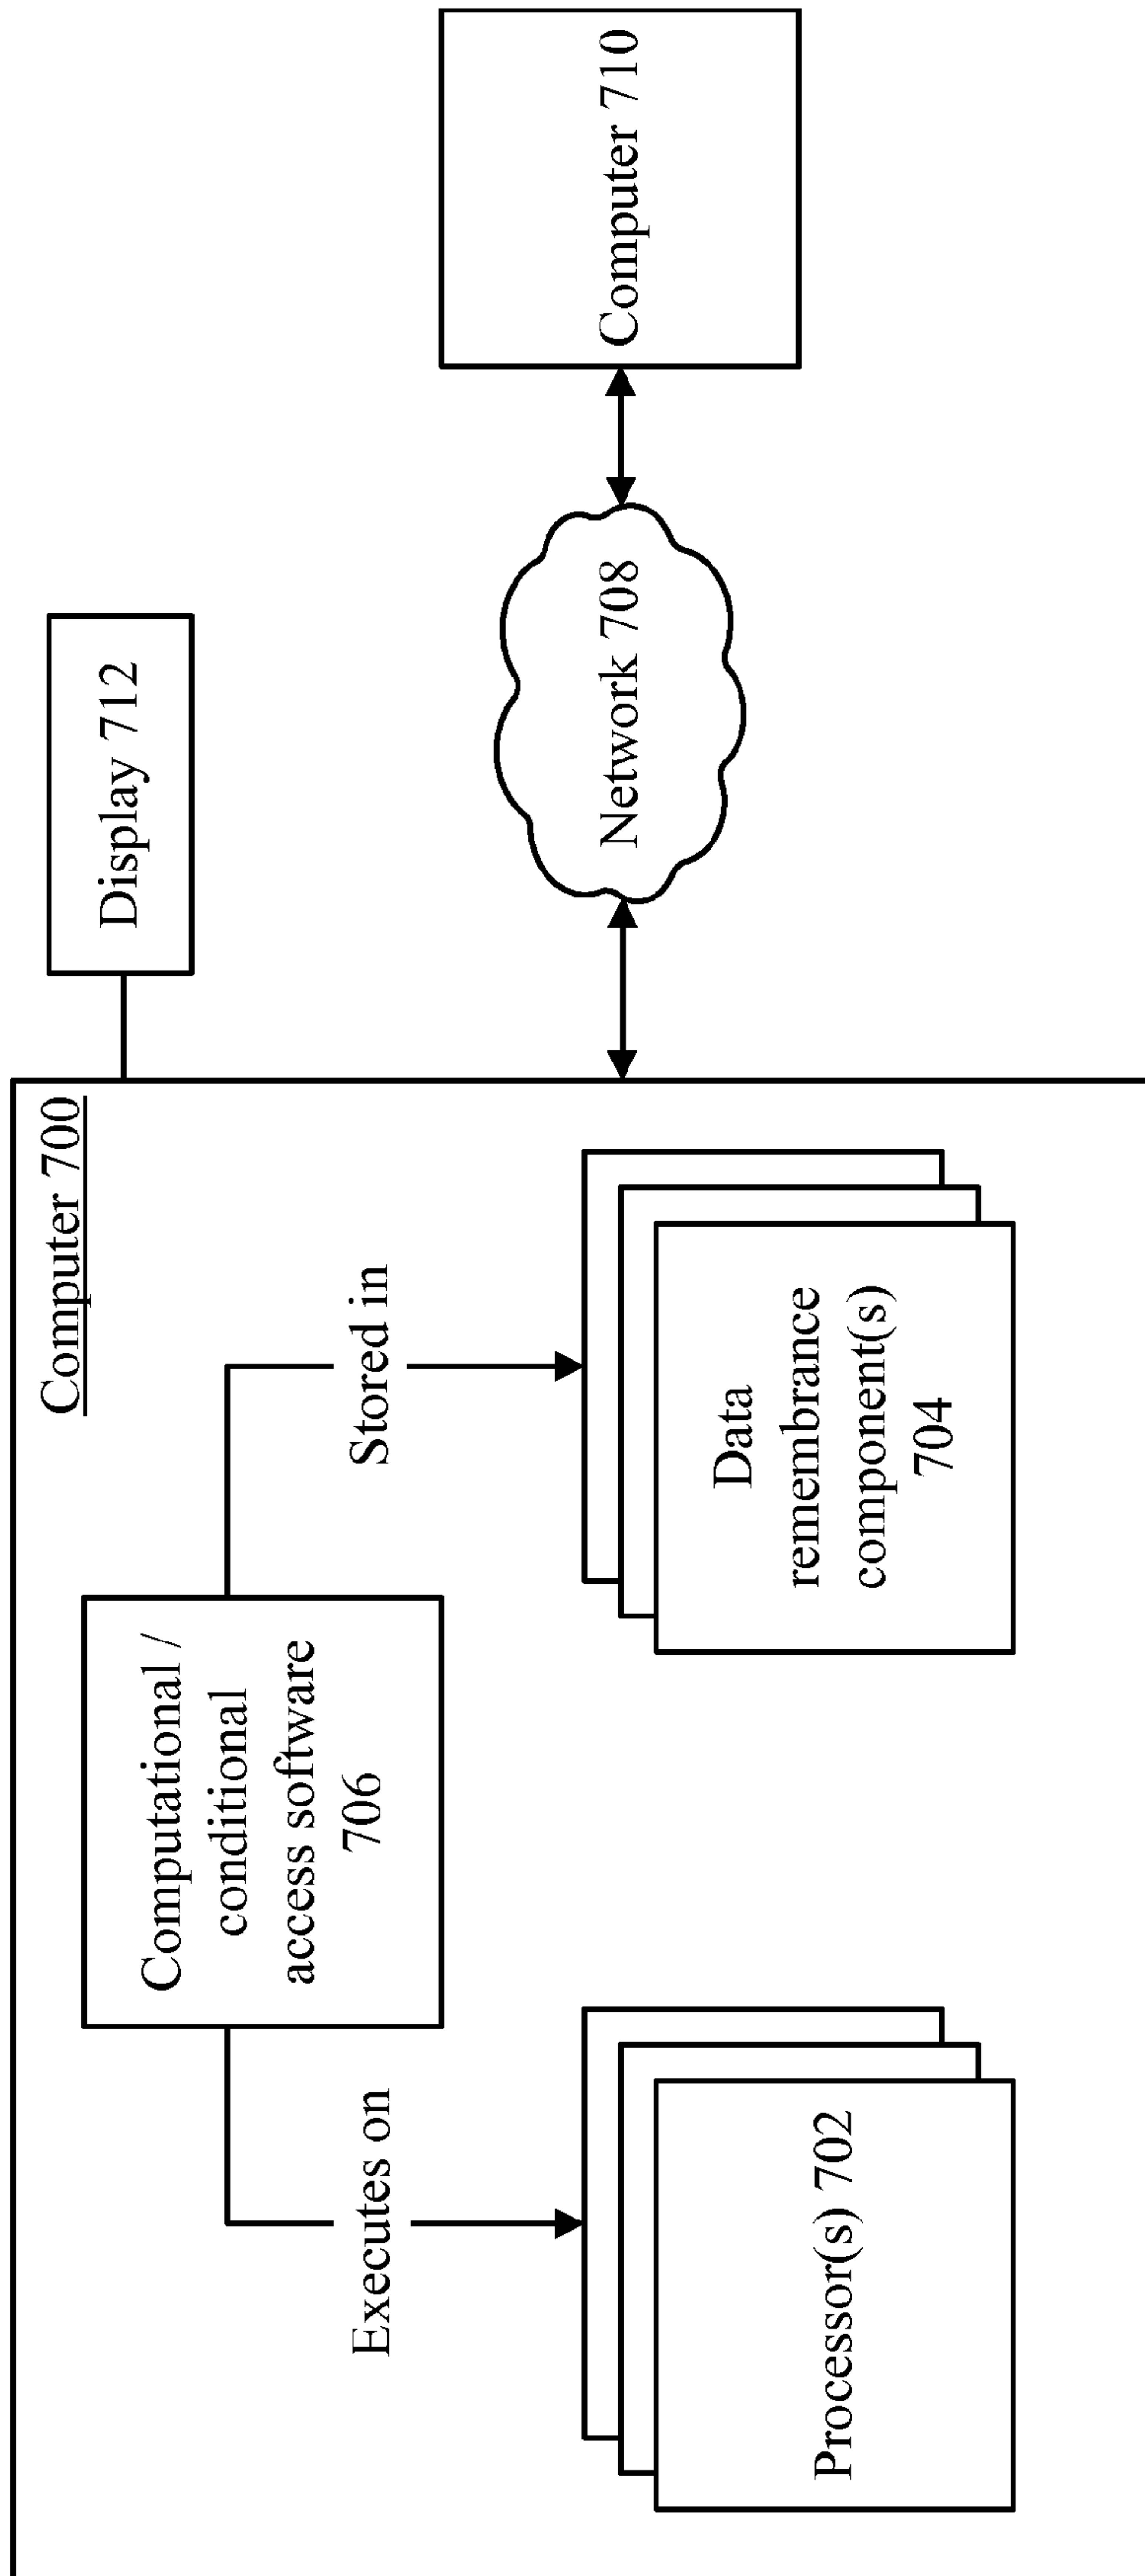 Computer 700
Computational /
conditional
access software
706
Executes on
Stored in
Processor(s) 702
Data
remembrance
component(s)
704
Display 712
Network 708
Computer 710